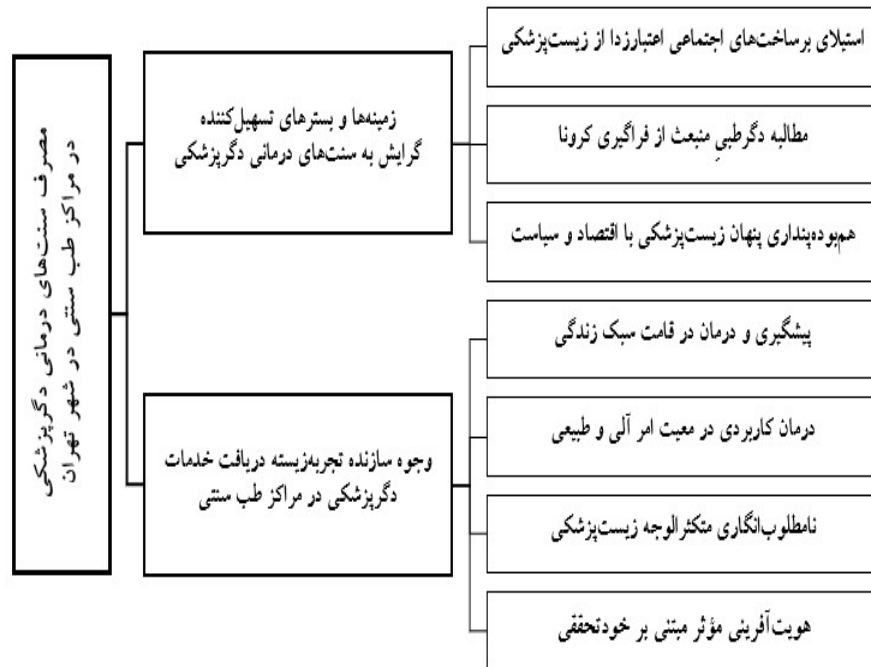 مصرف سنت‌های درمانی دگرپزشکی
در مراکز طب سنتی در شهر تهران
زمینه‌ها و بسترهای تسهیل‌کننده
گرایش به سنت‌های درمانی دگرپزشکی
استیلای برساخت‌های اجتماعی اعتبارزدا از زیست‌پزشکی
مطالبه دگرطبیِ منبعث از فراگیری کرونا
هم‌بوده‌پنداری پنهان زیست‌پزشکی با اقتصاد و سیاست
وجوه سازنده تجربه‌زیسته دریافت خدمات
دگرپزشکی در مراکز طب سنتی
پیشگیری و درمان در قامت سبک زندگی
درمان کاربردی در معیت امر آلی و طبیعی
نامطلوب‌انگاری متکثرالوجه زیست‌پزشکی
هویت‌آفرینی مؤثر مبتنی بر خودتحققی